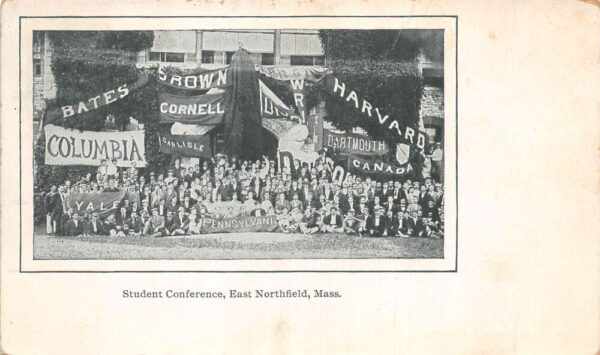 BROWN
BATES
CORNELL
HARVARD
COLUMBIA
CARLISLE
DARTMOUTH
CANADA
YALE
PENNSYLVANIA
Student Conference, East Northfield, Mass.